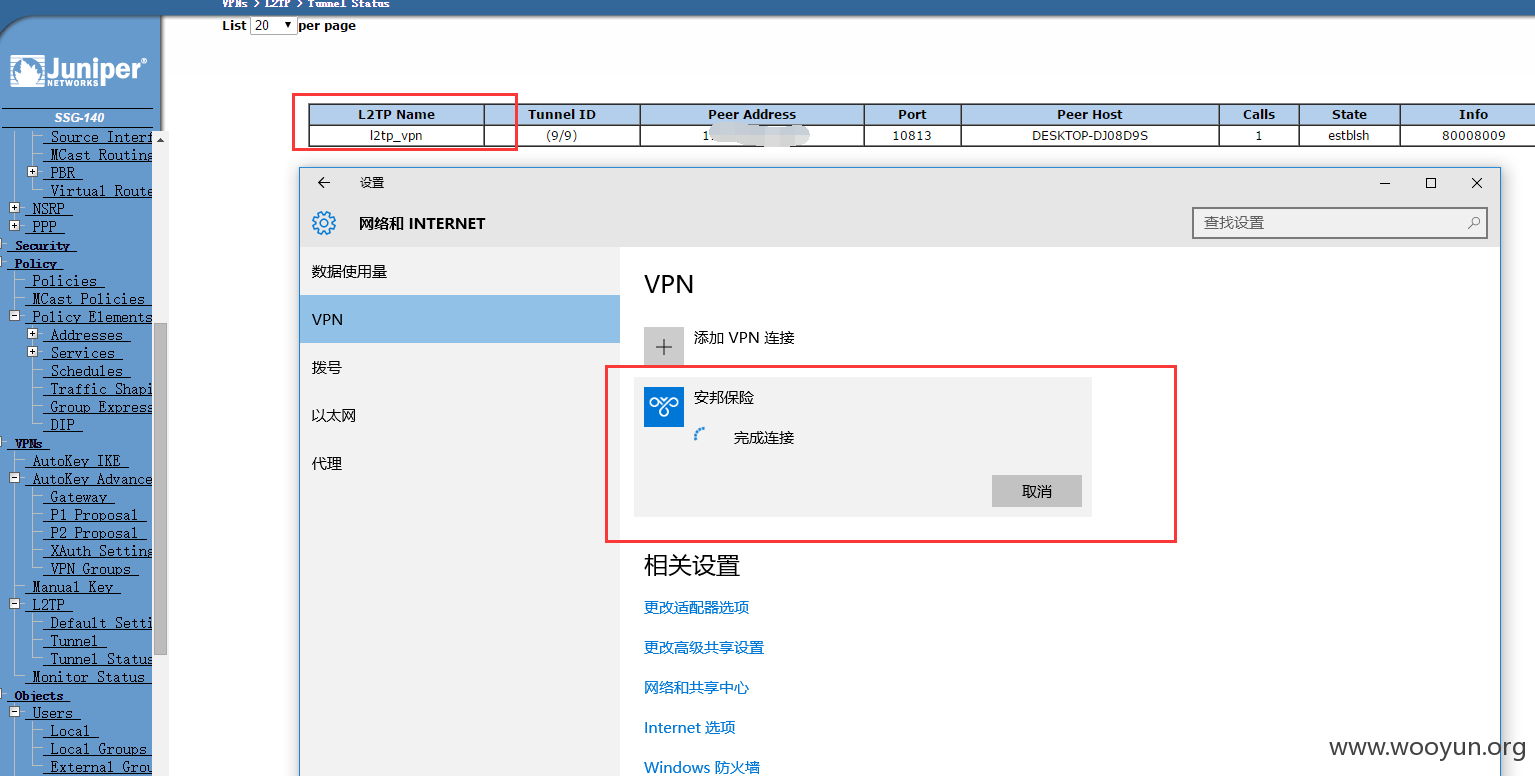 VPNs > L2TP > Tunnel Status
List 20 per page
Juniper®
NETWORKS
SSG-140
Source Interf
MCast Routing
PBR
Virtual Route
NSRP
PPP
Security
Policy
Policies
MCast Policies
Policy Elements
Addresses
Services
Schedules
Traffic Shapi
Group Express
DIP
VPNs
AutoKey IKE
AutoKey Advance
Gateway
P1 Proposal
P2 Proposal
XAuth Setting
VPN Groups
Manual Key
L2TP
Default Setti
Tunnel
Tunnel Status
Monitor Status
Objects
Users
Local
Local Groups
External Grou
L2TP Name Tunnel ID Peer Address Port Peer Host Calls State Info
l2tp_vpn (9/9) 1 10813 DESKTOP-DJ08D9S 1 estblsh 80008009
设置
网络和 INTERNET
查找设置
数据使用量
VPN
拨号
以太网
代理
VPN
添加 VPN 连接
安邦保险
完成连接
取消
相关设置
更改适配器选项
更改高级共享设置
网络和共享中心
Internet 选项
Windows 防火墙
www.wooyun.org